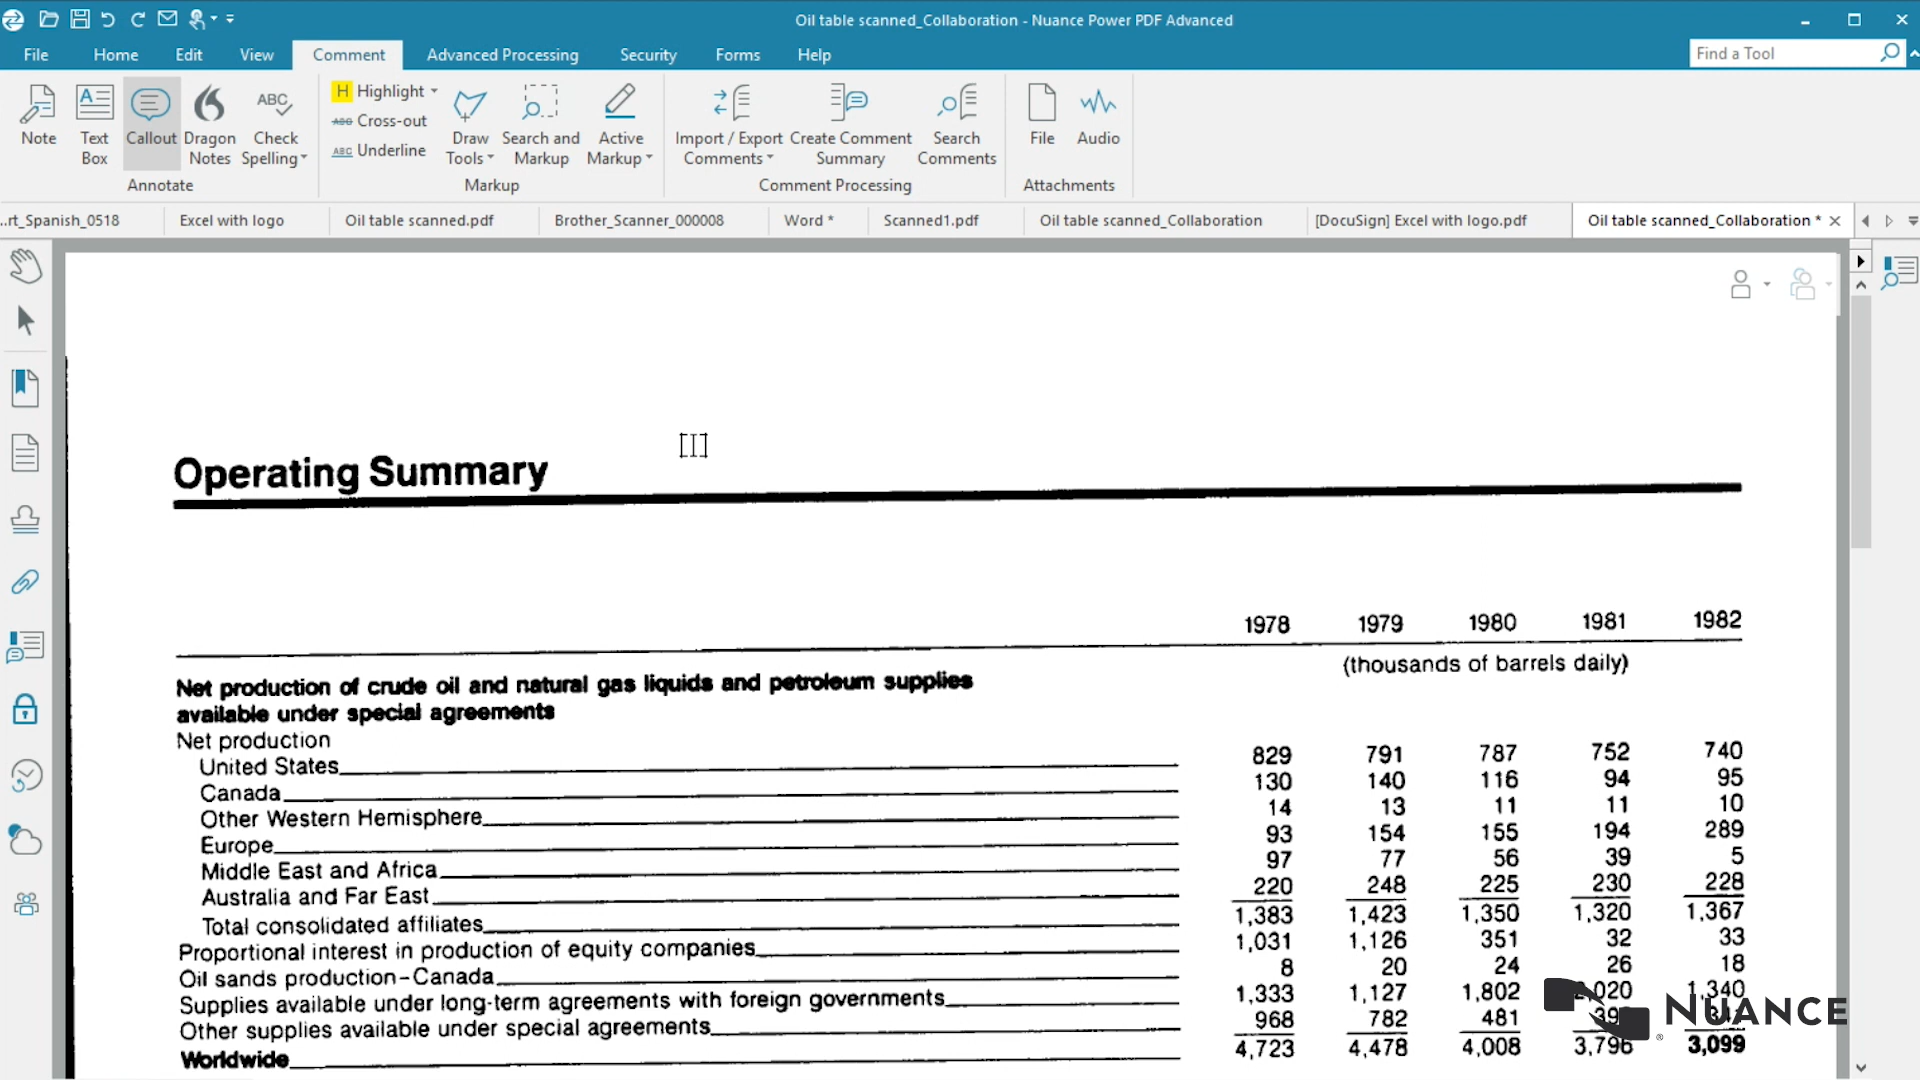 Oil table scanned_Collaboration - Nuance Power PDF Advanced
File Home Edit View Comment Advanced Processing Security Forms Help Find a Tool
Note Text Box Callout Dragon Notes Check Spelling
H Highlight
ABC Cross-out
ABC Underline
Draw Tools Search and Markup Active Markup Import / Export Comments Create Comment Summary Search Comments File Audio
Annotate Markup Comment Processing Attachments
..rt_Spanish_0518 Excel with logo Oil table scanned.pdf Brother_Scanner_000008 Word * Scanned1.pdf Oil table scanned_Collaboration [DocuSign] Excel with logo.pdf Oil table scanned_Collaboration *
Operating Summary
1978 1979 1980 1981 1982
(thousands of barrels daily)
Net production of crude oil and natural gas liquids and petroleum supplies
available under special agreements
Net production
United States 829 791 787 752 740
Canada 130 140 116 94 95
Other Western Hemisphere 14 13 11 11 10
Europe 93 154 155 194 289
Middle East and Africa 97 77 56 39 5
Australia and Far East 220 248 225 230 228
Total consolidated affiliates 1,383 1,423 1,350 1,320 1,367
Proportional interest in production of equity companies 1,031 1,126 351 32 33
Oil sands production–Canada 8 20 24 26 18
Supplies available under long-term agreements with foreign governments 1,333 1,127 1,802 1,340
Other supplies available under special agreements 968 782 481
Worldwide 4,723 4,478 4,008 3,796 3,099
NUANCE